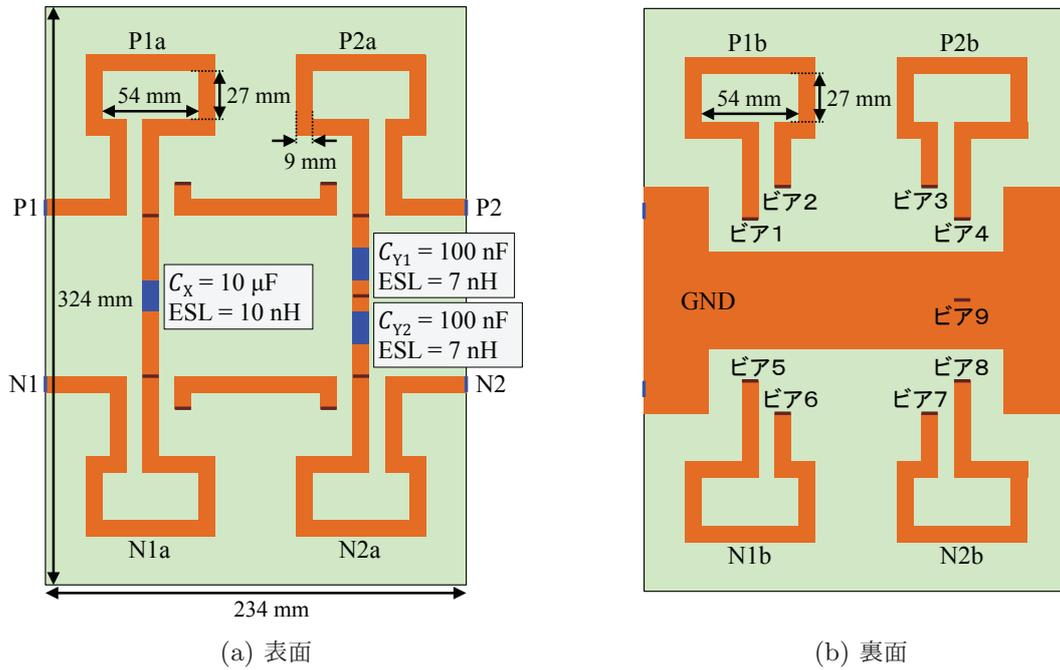 P1a
P2a
54 mm
27 mm
9 mm
P1
P2
C_X = 10 μF
ESL = 10 nH
C_Y1 = 100 nF
ESL = 7 nH
C_Y2 = 100 nF
ESL = 7 nH
324 mm
N1
N2
N1a
N2a
234 mm
(a) 表面
P1b
P2b
54 mm
27 mm
ビア2
ビア3
ビア1
ビア4
GND
ビア9
ビア5
ビア8
ビア6
ビア7
N1b
N2b
(b) 裏面